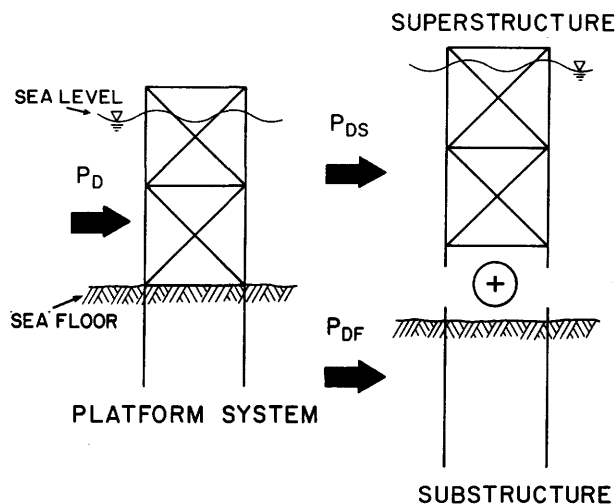 SUPERSTRUCTURE
SEA LEVEL
P_DS
P_D
+
SEA FLOOR
P_DF
PLATFORM SYSTEM
SUBSTRUCTURE